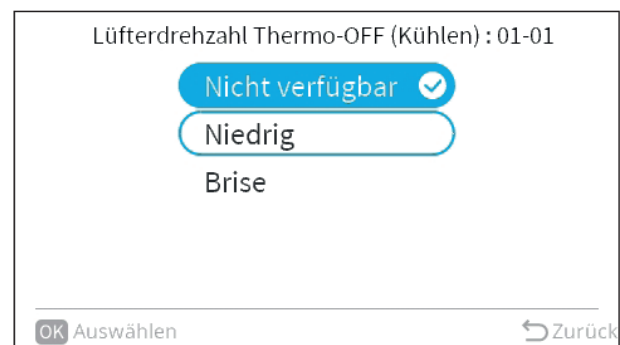 Lüfterdrehzahl Thermo-OFF (Kühlen) : 01-01
Nicht verfügbar
Niedrig
Brise
OK Auswählen Zurück